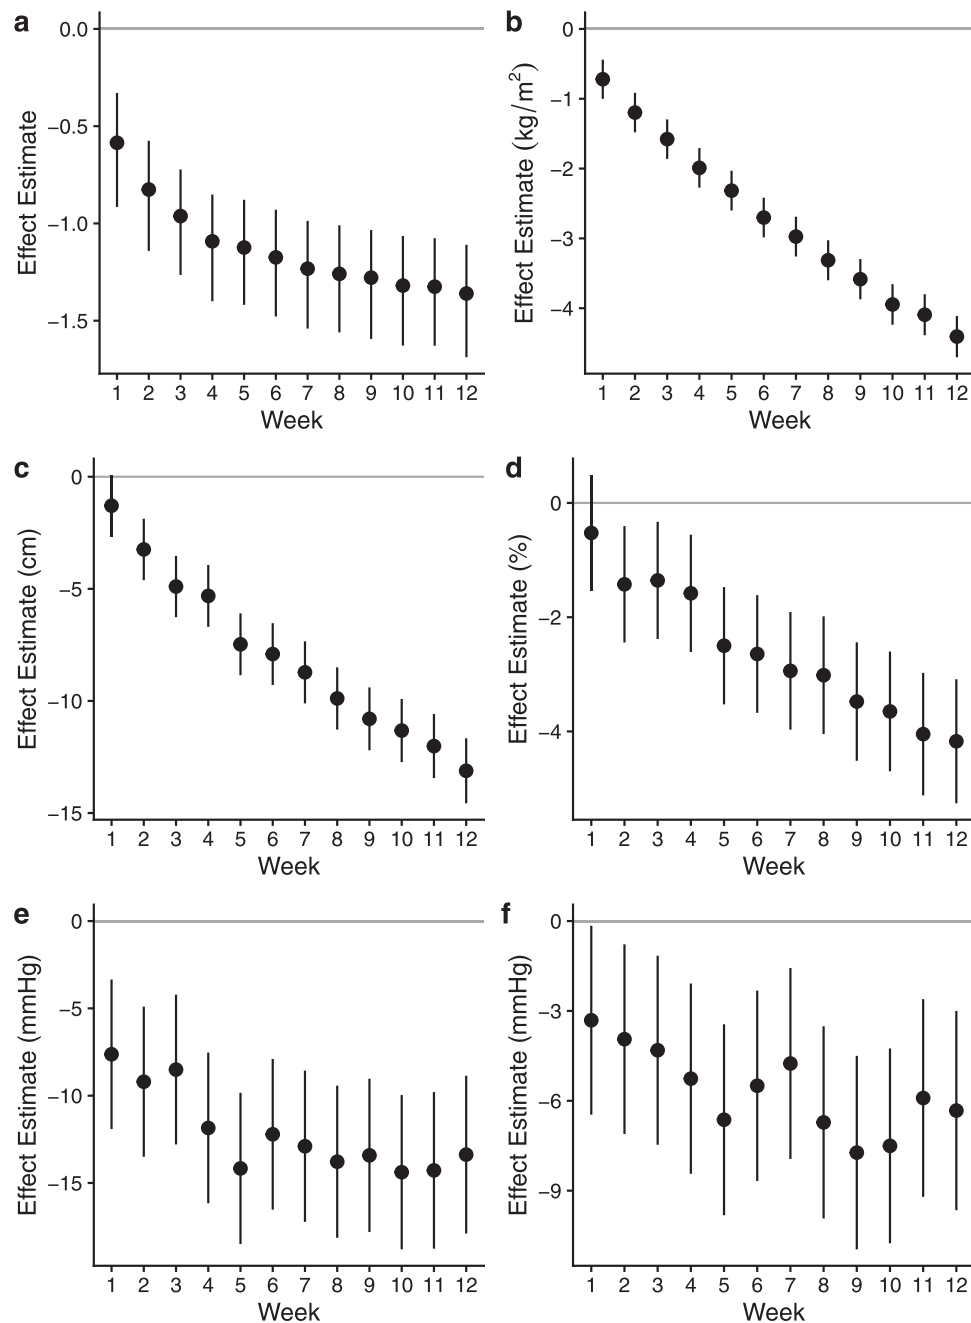 a
0.0
−0.5
−1.0
−1.5
Effect Estimate
1 2 3 4 5 6 7 8 9 10 11 12
Week
b
0
−1
−2
−3
−4
Effect Estimate (kg/m²)
1 2 3 4 5 6 7 8 9 10 11 12
Week
c
0
−5
−10
−15
Effect Estimate (cm)
1 2 3 4 5 6 7 8 9 10 11 12
Week
d
0
−2
−4
Effect Estimate (%)
1 2 3 4 5 6 7 8 9 10 11 12
Week
e
0
−5
−10
−15
Effect Estimate (mmHg)
1 2 3 4 5 6 7 8 9 10 11 12
Week
f
0
−3
−6
−9
Effect Estimate (mmHg)
1 2 3 4 5 6 7 8 9 10 11 12
Week